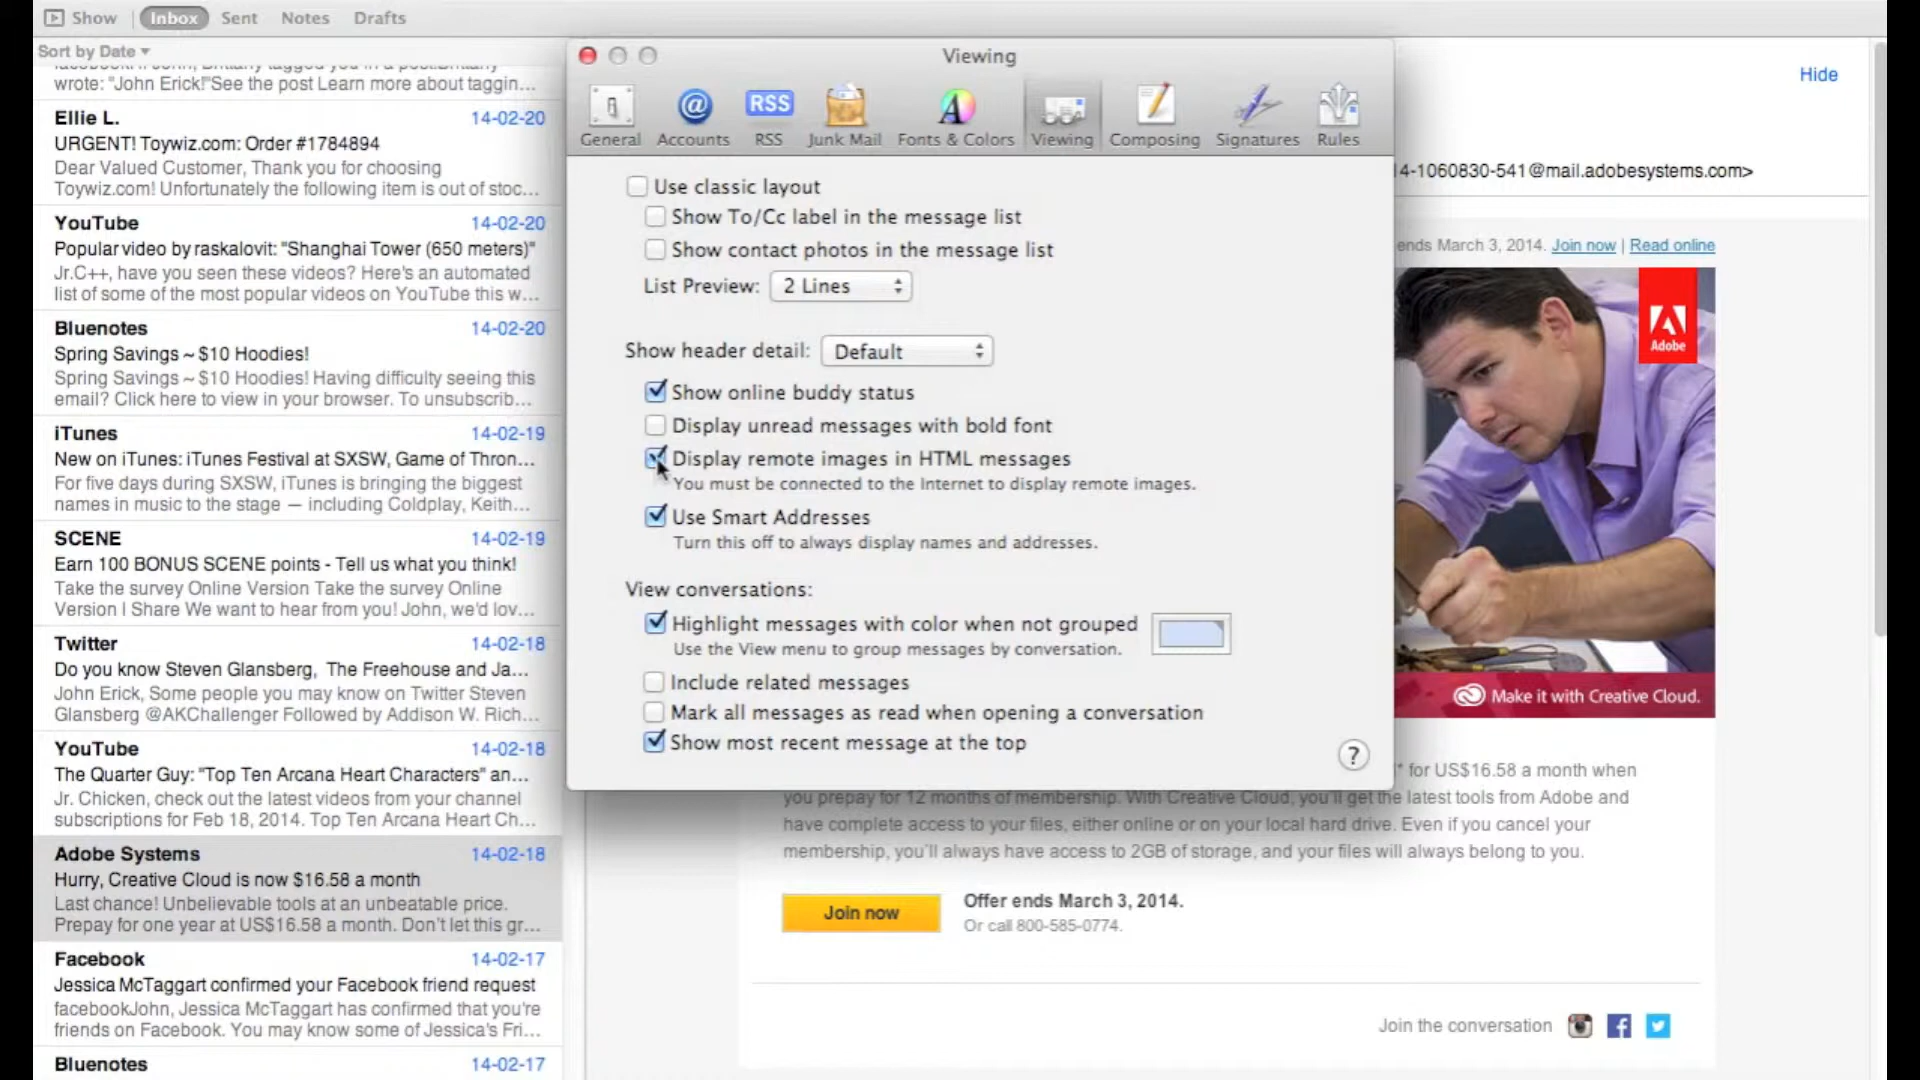 Show
Inbox
Sent
Notes
Drafts
Sort by Date
wrote: "John Erick!"See the post Learn more about taggin...
Ellie L. 14-02-20
URGENT! Toywiz.com: Order #1784894
Dear Valued Customer, Thank you for choosing
Toywiz.com! Unfortunately the following item is out of stoc...
YouTube 14-02-20
Popular video by raskalovit: "Shanghai Tower (650 meters)"
Jr.C++, have you seen these videos? Here's an automated
list of some of the most popular videos on YouTube this w...
Bluenotes 14-02-20
Spring Savings ~ $10 Hoodies!
Spring Savings ~ $10 Hoodies! Having difficulty seeing this
email? Click here to view in your browser. To unsubscrib...
iTunes 14-02-19
New on iTunes: iTunes Festival at SXSW, Game of Thron...
For five days during SXSW, iTunes is bringing the biggest
names in music to the stage — including Coldplay, Keith...
SCENE 14-02-19
Earn 100 BONUS SCENE points - Tell us what you think!
Take the survey Online Version Take the survey Online
Version I Share We want to hear from you! John, we'd lov...
Twitter 14-02-18
Do you know Steven Glansberg, The Freehouse and Ja...
John Erick, Some people you may know on Twitter Steven
Glansberg @AKChallenger Followed by Addison W. Rich...
YouTube 14-02-18
The Quarter Guy: "Top Ten Arcana Heart Characters" an...
Jr. Chicken, check out the latest videos from your channel
subscriptions for Feb 18, 2014. Top Ten Arcana Heart Ch...
Adobe Systems 14-02-18
Hurry, Creative Cloud is now $16.58 a month
Last chance! Unbelievable tools at an unbeatable price.
Prepay for one year at US$16.58 a month. Don't let this gr...
Facebook 14-02-17
Jessica McTaggart confirmed your Facebook friend request
facebookJohn, Jessica McTaggart has confirmed that you're
friends on Facebook. You may know some of Jessica's Fri...
Bluenotes 14-02-17
Viewing
General
Accounts
RSS
RSS
Junk Mail
Fonts & Colors
Viewing
Composing
Signatures
Rules
Use classic layout
Show To/Cc label in the message list
Show contact photos in the message list
List Preview: 2 Lines
Show header detail: Default
Show online buddy status
Display unread messages with bold font
Display remote images in HTML messages
You must be connected to the Internet to display remote images.
Use Smart Addresses
Turn this off to always display names and addresses.
View conversations:
Highlight messages with color when not grouped
Use the View menu to group messages by conversation.
Include related messages
Mark all messages as read when opening a conversation
Show most recent message at the top
?
Hide
4-1060830-541@mail.adobesystems.com>
ends March 3, 2014. Join now | Read online
Adobe
Make it with Creative Cloud.
for US$16.58 a month when
you prepay for 12 months of membership. With Creative Cloud, you'll get the latest tools from Adobe and
have complete access to your files, either online or on your local hard drive. Even if you cancel your
membership, you'll always have access to 2GB of storage, and your files will always belong to you.
Join now
Offer ends March 3, 2014.
Or call 800-585-0774.
Join the conversation